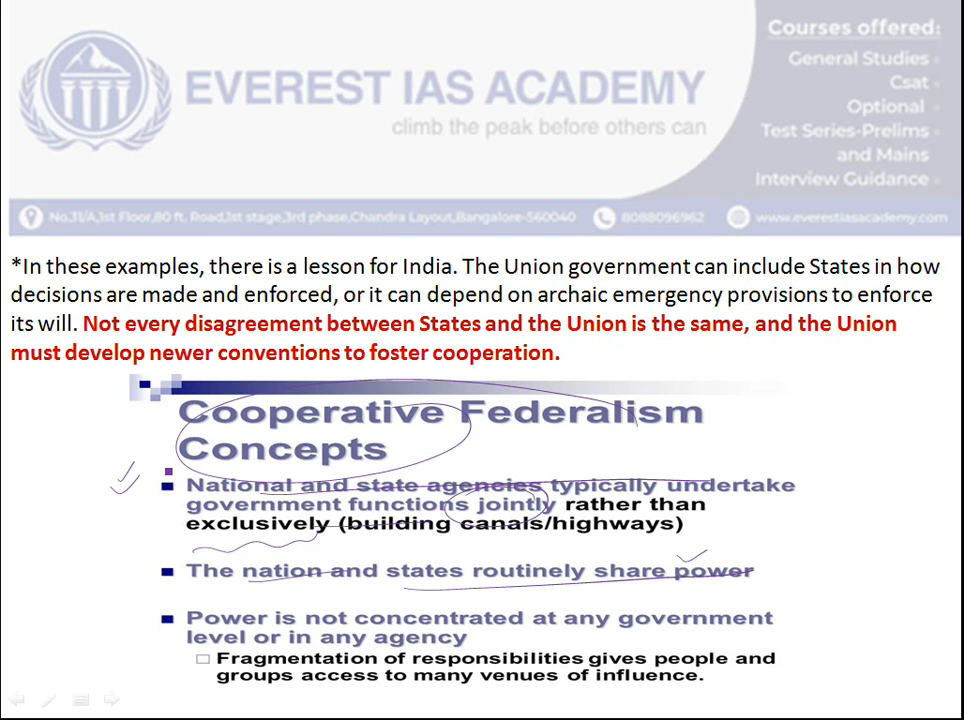 Courses offered:
General Studies
Csat
Optional
Test Series-Prelims
and Mains
Interview Guidance
EVEREST IAS ACADEMY
climb the peak before others can
No.31/A,1st Floor,80 ft. Road,1st stage,3rd phase,Chandra Layout,Bangalore-560040
8088096962
www.everestiasacademy.com
*In these examples, there is a lesson for India. The Union government can include States in how
decisions are made and enforced, or it can depend on archaic emergency provisions to enforce
its will. Not every disagreement between States and the Union is the same, and the Union
must develop newer conventions to foster cooperation.
Cooperative Federalism
Concepts
National and state agencies typically undertake
government functions jointly rather than
exclusively (building canals/highways)
The nation and states routinely share power
Power is not concentrated at any government
level or in any agency
Fragmentation of responsibilities gives people and
groups access to many venues of influence.